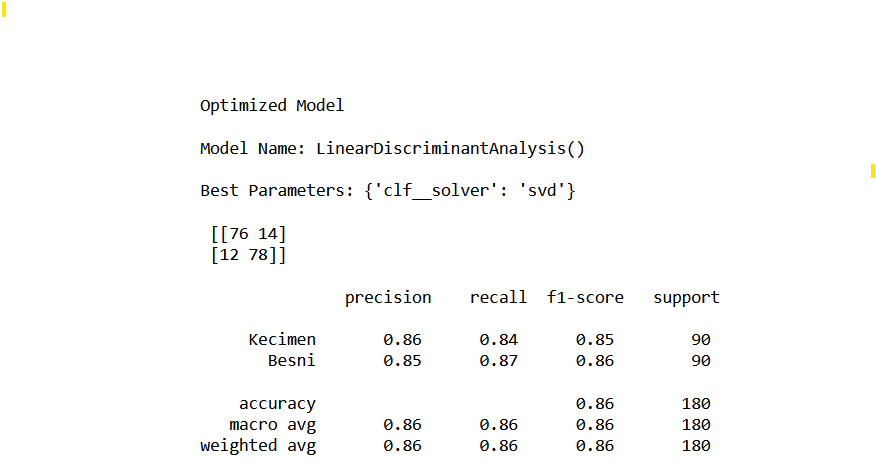 Optimized Model
Model Name: LinearDiscriminantAnalysis()
Best Parameters: {'clf__solver': 'svd'}
[[76 14]
[12 78]]
precision recall f1-score support
Kecimen 0.86 0.84 0.85 90
Besni 0.85 0.87 0.86 90
accuracy 0.86 180
macro avg 0.86 0.86 0.86 180
weighted avg 0.86 0.86 0.86 180